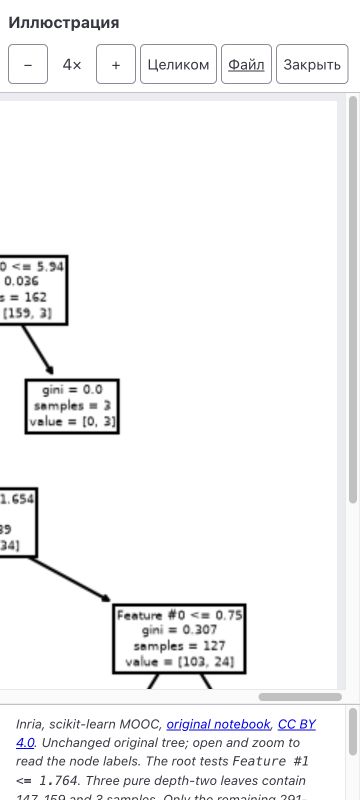 Иллюстрация
− 4× + Целиком Файл Закрыть
0 <= 5.94
0.036
s = 162
[159, 3]
gini = 0.0
samples = 3
value = [0, 3]
1.654
39
34]
Feature #0 <= 0.75
gini = 0.307
samples = 127
value = [103, 24]
Inria, scikit-learn MOOC, original notebook, CC BY
4.0. Unchanged original tree; open and zoom to
read the node labels. The root tests Feature #1
<= 1.764. Three pure depth-two leaves contain
147, 159 and 3 samples. Only the remaining 291-